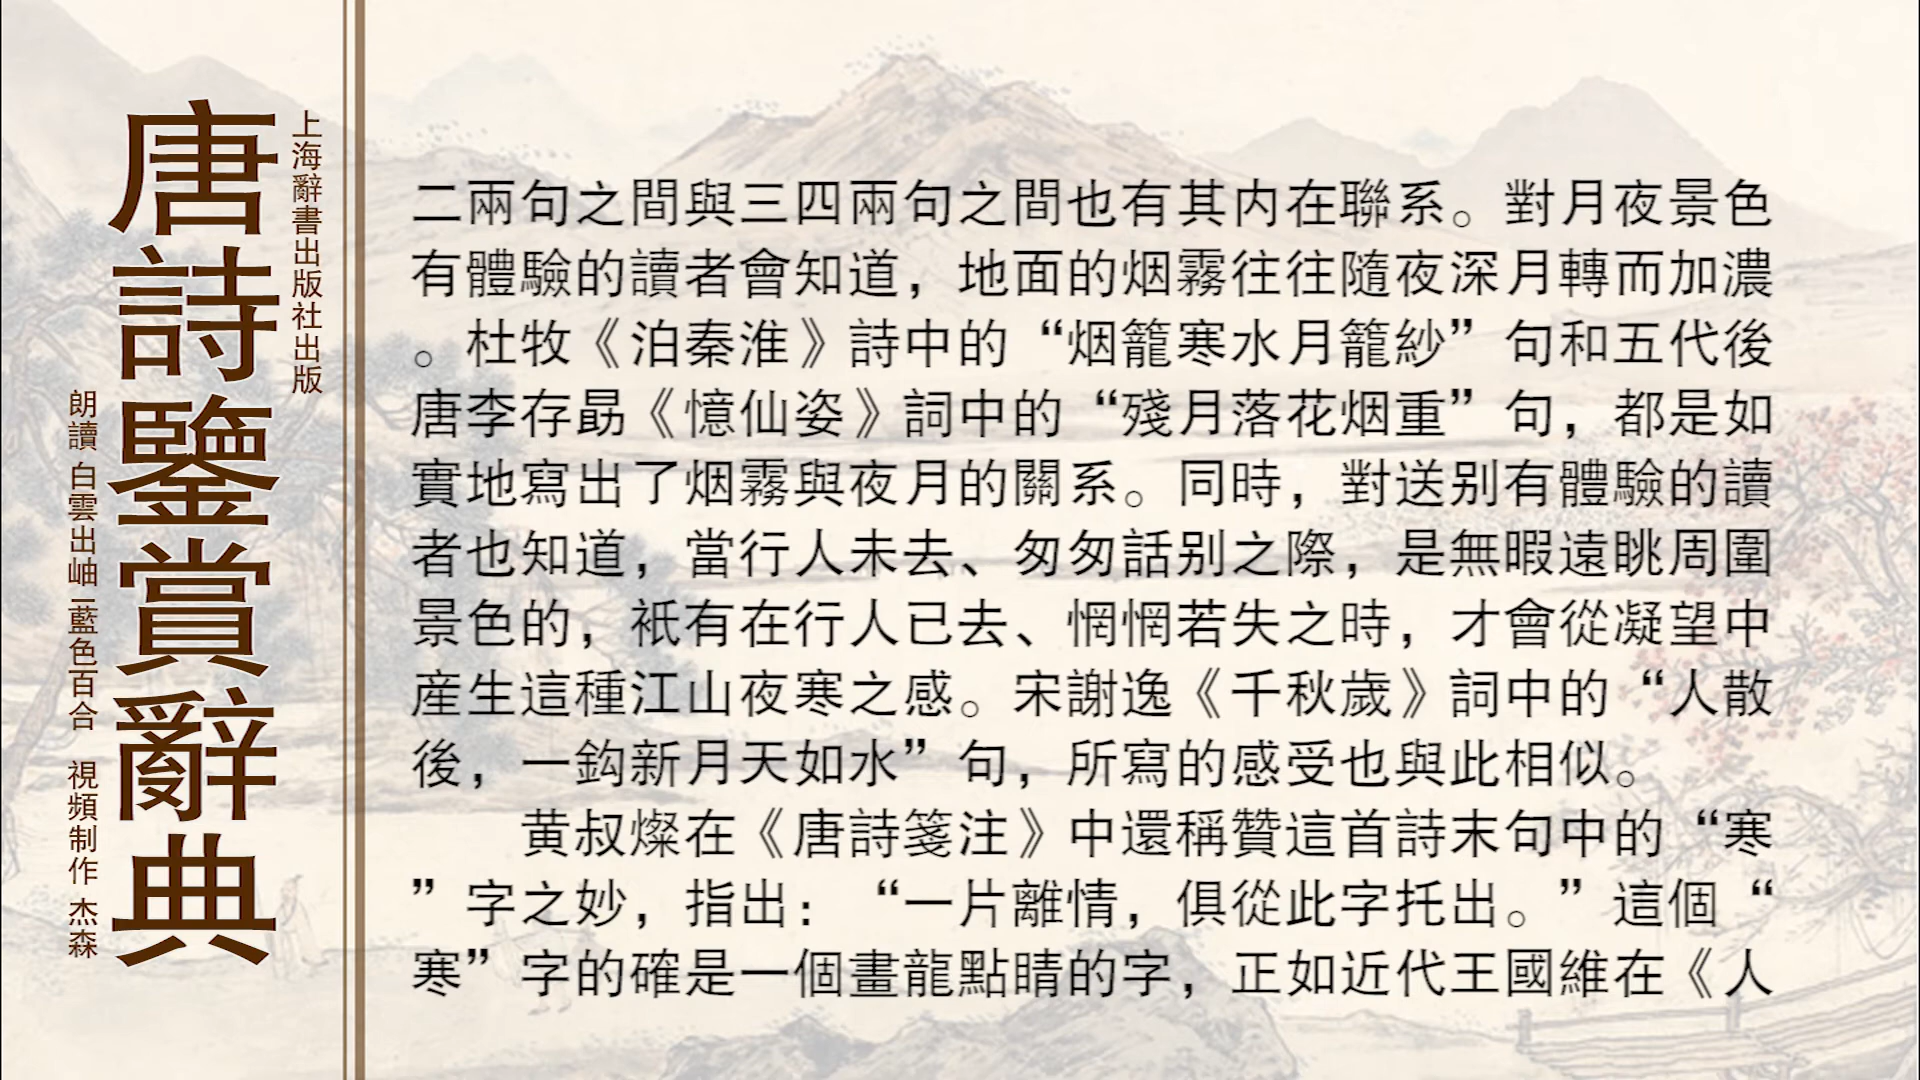 上海辭書出版社出版
唐詩鑒賞辭典
朗讀 白雲出岫_藍色百合 視頻制作 杰森
二兩句之間與三四兩句之間也有其内在聯系。對月夜景色
有體驗的讀者會知道，地面的烟霧往往隨夜深月轉而加濃
。杜牧《泊秦淮》詩中的“烟籠寒水月籠紗”句和五代後
唐李存勗《憶仙姿》詞中的“殘月落花烟重”句，都是如
實地寫出了烟霧與夜月的關系。同時，對送别有體驗的讀
者也知道，當行人未去、匆匆話别之際，是無暇遠眺周圍
景色的，衹有在行人已去、惘惘若失之時，才會從凝望中
産生這種江山夜寒之感。宋謝逸《千秋歲》詞中的“人散
後，一鈎新月天如水”句，所寫的感受也與此相似。
黄叔燦在《唐詩箋注》中還稱贊這首詩末句中的“寒
”字之妙，指出：“一片離情，俱從此字托出。”這個“
寒”字的確是一個畫龍點睛的字，正如近代王國維在《人